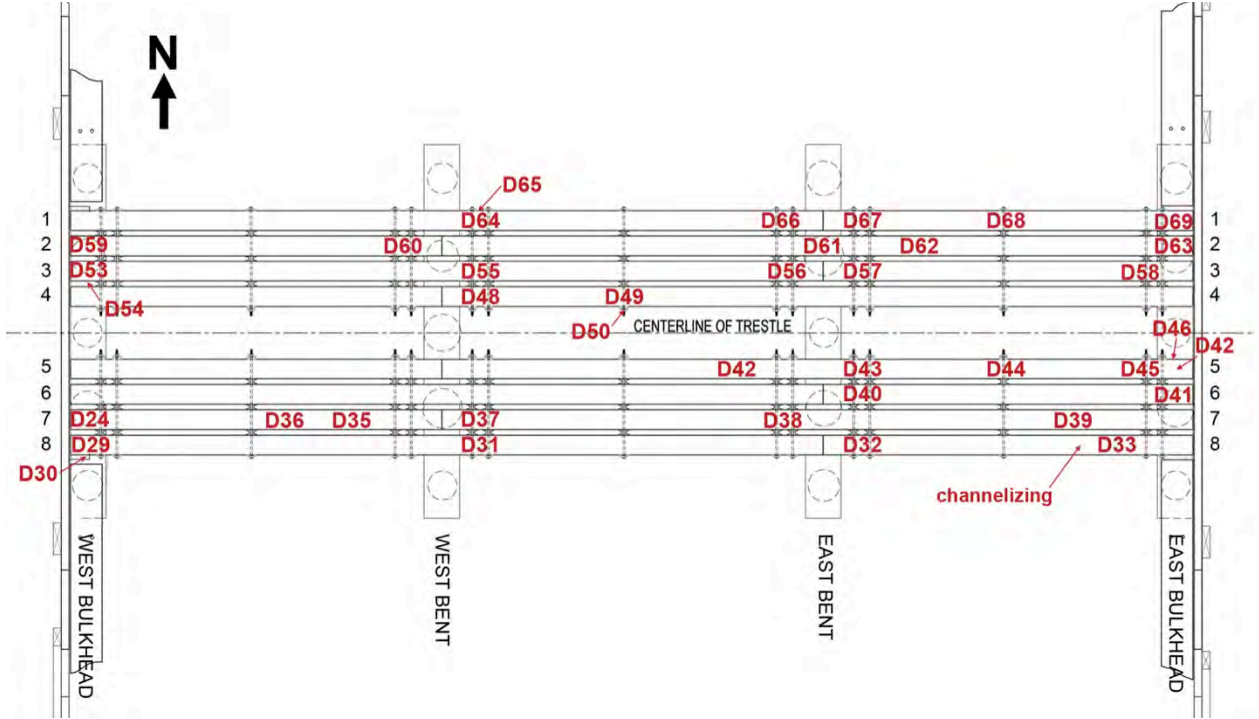 N
D65
1 D64 D66 D67 D68 D69 1
2 D59 D60 D61 D62 D63 2
3 D53 D55 D56 D57 D58 3
4 D48 D49 4
D54
D50 CENTERLINE OF TRESTLE D46
D42
5 D42 D43 D44 D45 5
6 D40 D41 6
7 D24 D36 D35 D37 D38 D39 7
8 D29 D31 D32 D33 8
D30
channelizing
WEST BULKHEAD
WEST BENT
EAST BENT
EAST BULKHEAD